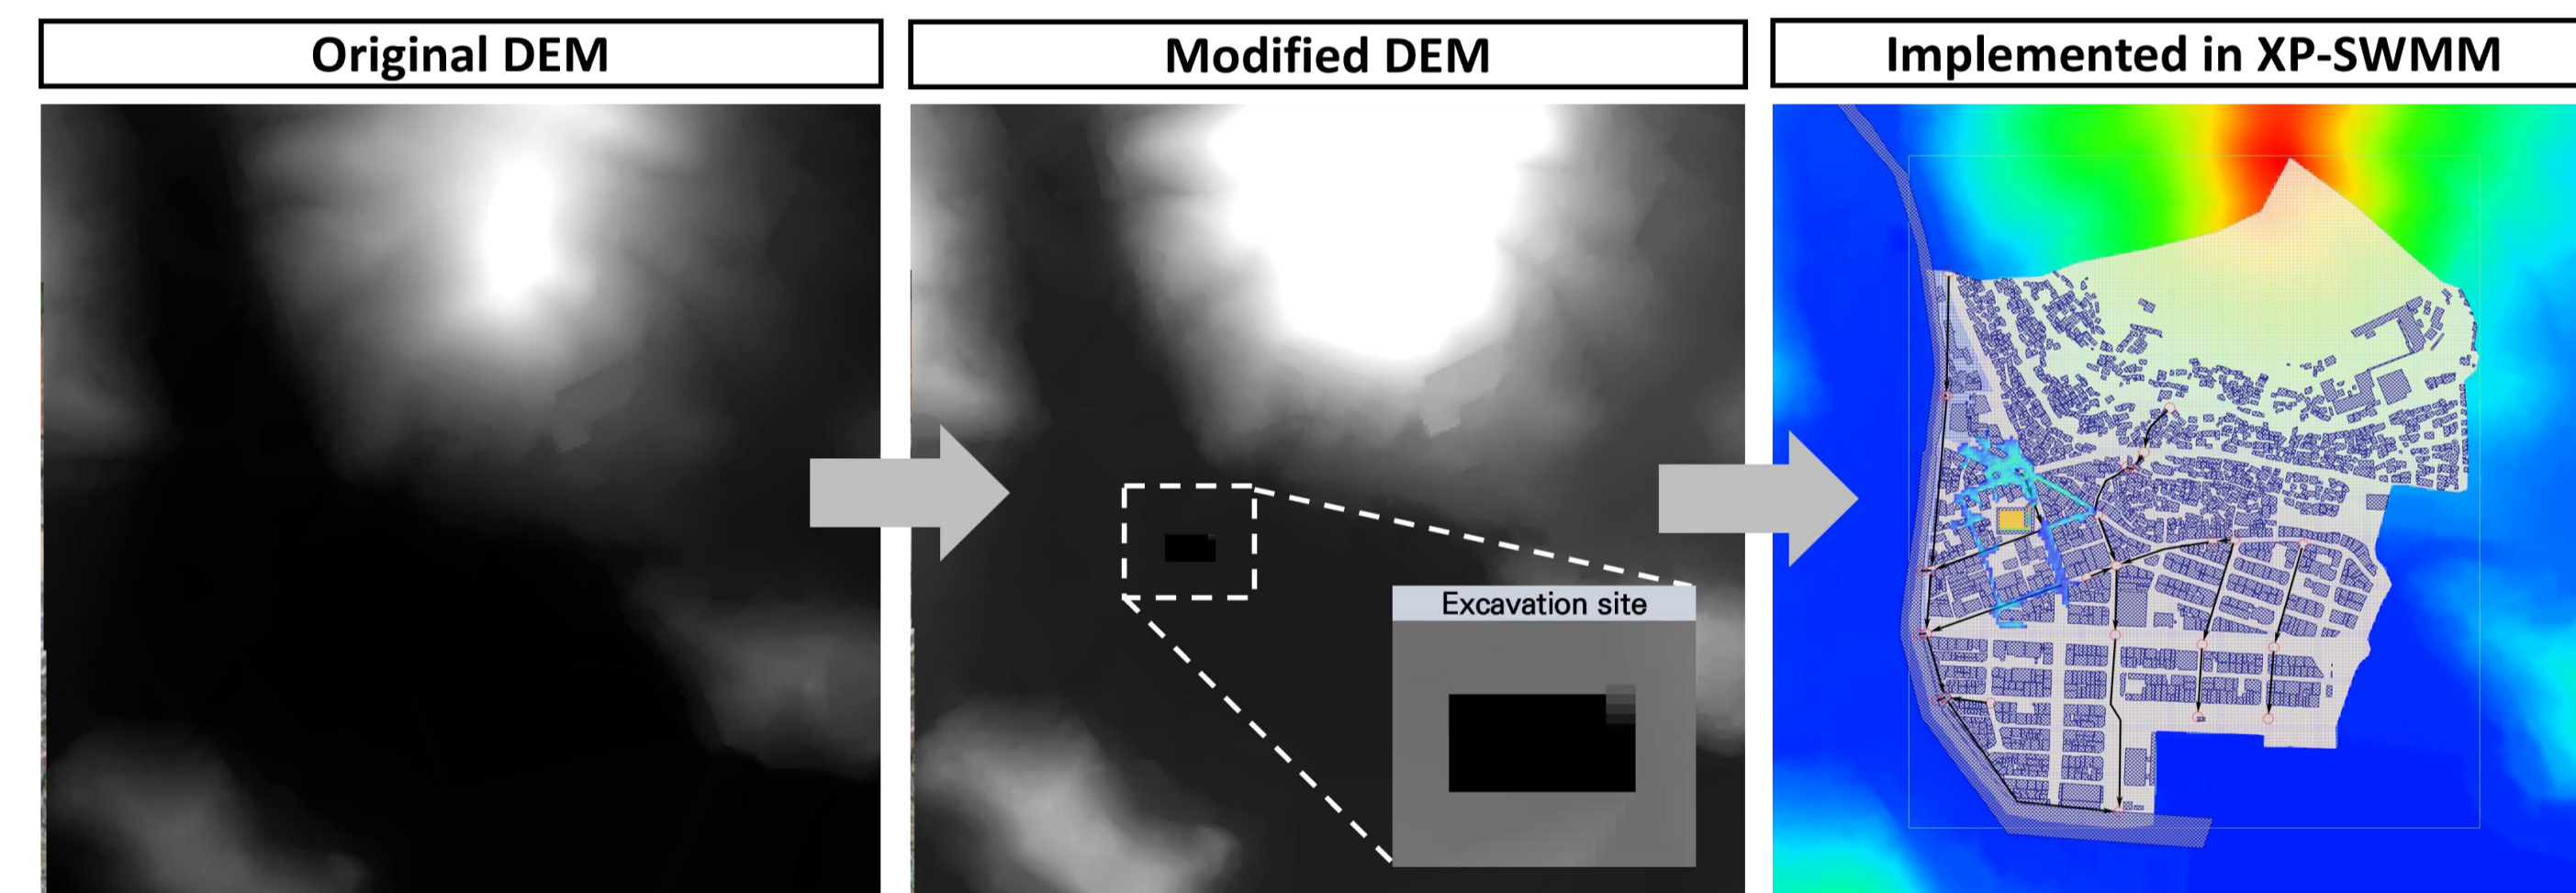 Original DEM
Modified DEM
Implemented in XP-SWMM
Excavation site